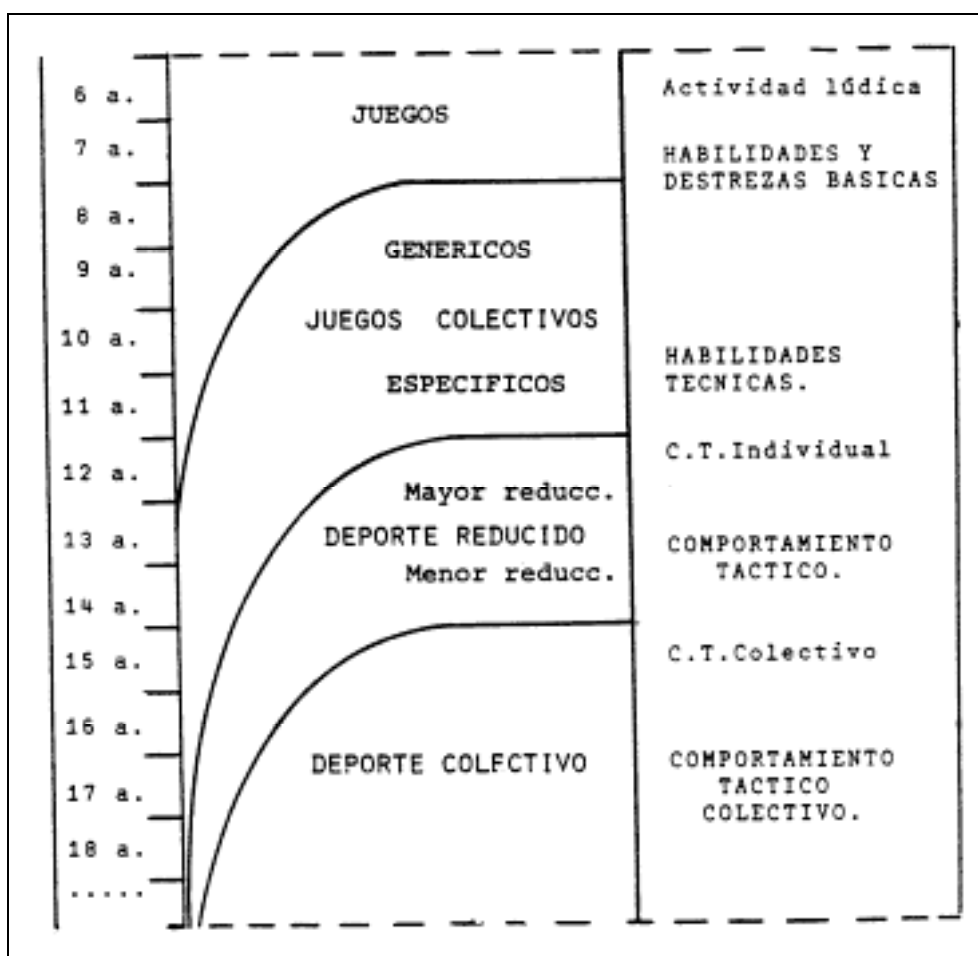 6 a.
7 a.
8 a.
9 a.
10 a.
11 a.
12 a.
13 a.
14 a.
15 a.
16 a.
17 a.
18 a.
.....
JUEGOS
GENERICOS
JUEGOS COLECTIVOS
ESPECIFICOS
Mayor reducc.
DEPORTE REDUCIDO
Menor reducc.
DEPORTE COLECTIVO
Actividad lúdica
HABILIDADES Y
DESTREZAS BASICAS
HABILIDADES
TECNICAS.
C.T.Individual
COMPORTAMIENTO
TACTICO.
C.T.Colectivo
COMPORTAMIENTO
TACTICO
COLECTIVO.